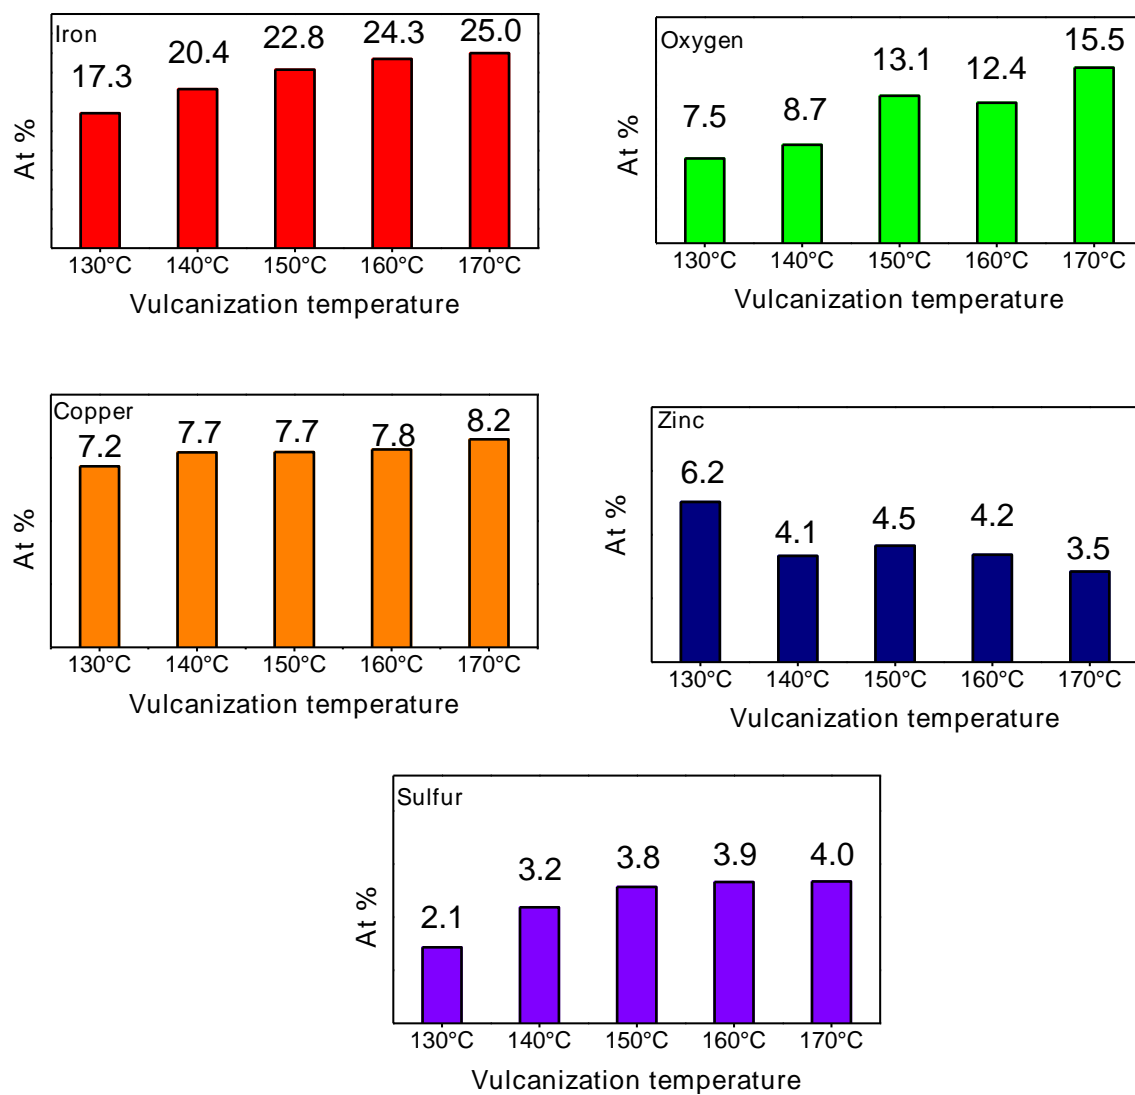 Iron
17.3 20.4 22.8 24.3 25.0
At %
130°C 140°C 150°C 160°C 170°C
Vulcanization temperature
Oxygen
7.5 8.7 13.1 12.4 15.5
At %
130°C 140°C 150°C 160°C 170°C
Vulcanization temperature
Copper
7.2 7.7 7.7 7.8 8.2
At %
130°C 140°C 150°C 160°C 170°C
Vulcanization temperature
Zinc
6.2 4.1 4.5 4.2 3.5
At %
130°C 140°C 150°C 160°C 170°C
Vulcanization temperature
Sulfur
2.1 3.2 3.8 3.9 4.0
At %
130°C 140°C 150°C 160°C 170°C
Vulcanization temperature